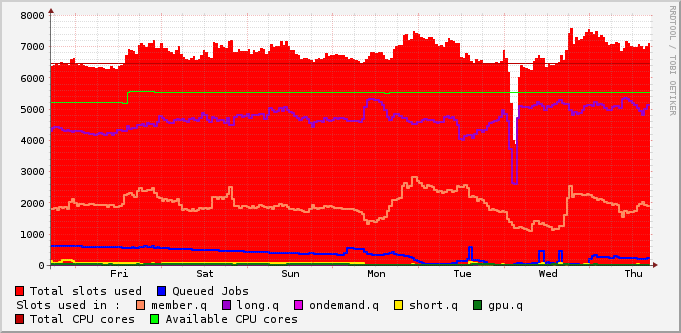 8000
7000
6000
5000
4000
3000
2000
1000
0
Fri Sat Sun Mon Tue Wed Thu
RRDTOOL / TOBI OETIKER
Total slots used Queued Jobs
Slots used in : member.q long.q ondemand.q short.q gpu.q
Total CPU cores Available CPU cores